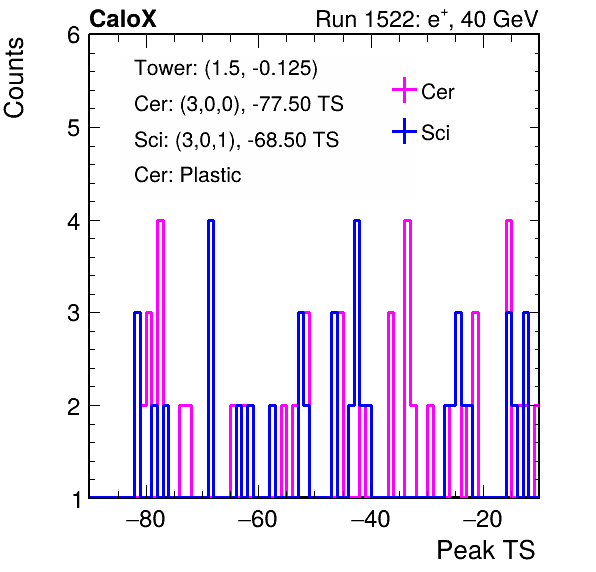 CaloX Run 1522: e⁺, 40 GeV
Counts
6
5
4
3
2
1
Tower: (1.5, -0.125)
Cer: (3,0,0), -77.50 TS
Sci: (3,0,1), -68.50 TS
Cer: Plastic
Cer
Sci
−80 −60 −40 −20
Peak TS